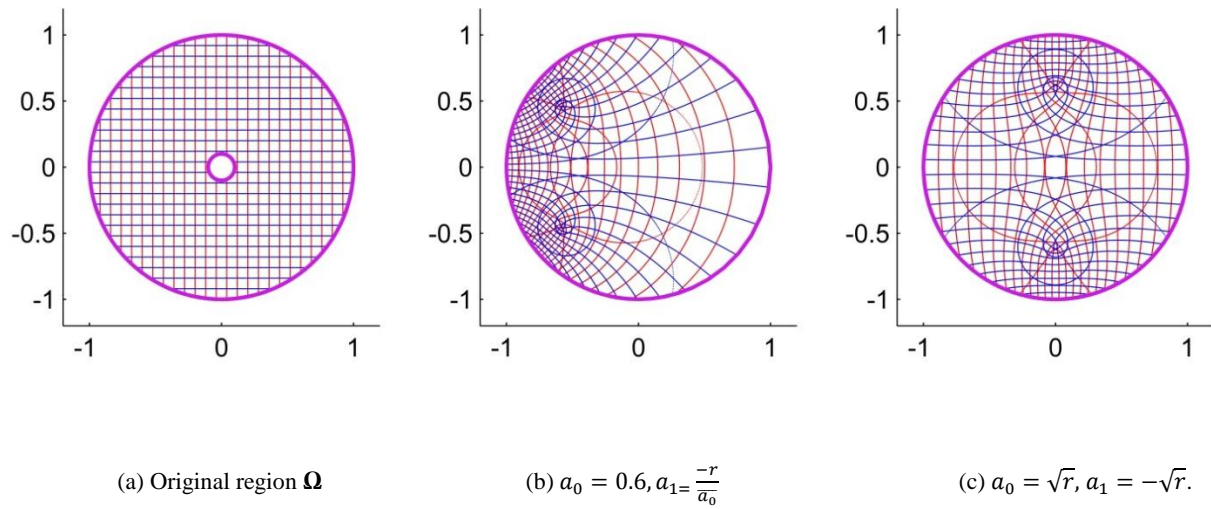 1
0.5
0
-0.5
-1
-1 0 1
1
0.5
0
-0.5
-1
-1 0 1
1
0.5
0
-0.5
-1
-1 0 1
(a) Original region Ω
(b) a₀ = 0.6, a₁₌ −r/a̅₀
(c) a₀ = √r, a₁ = −√r.